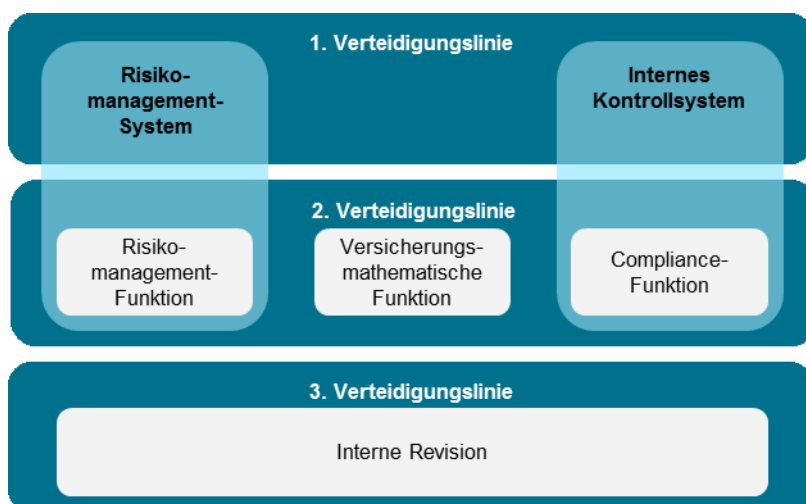 1. Verteidigungslinie
Risiko-
management-
System
Internes
Kontrollsystem
2. Verteidigungslinie
Risiko-
management-
Funktion
Versicherungs-
mathematische
Funktion
Compliance-
Funktion
3. Verteidigungslinie
Interne Revision